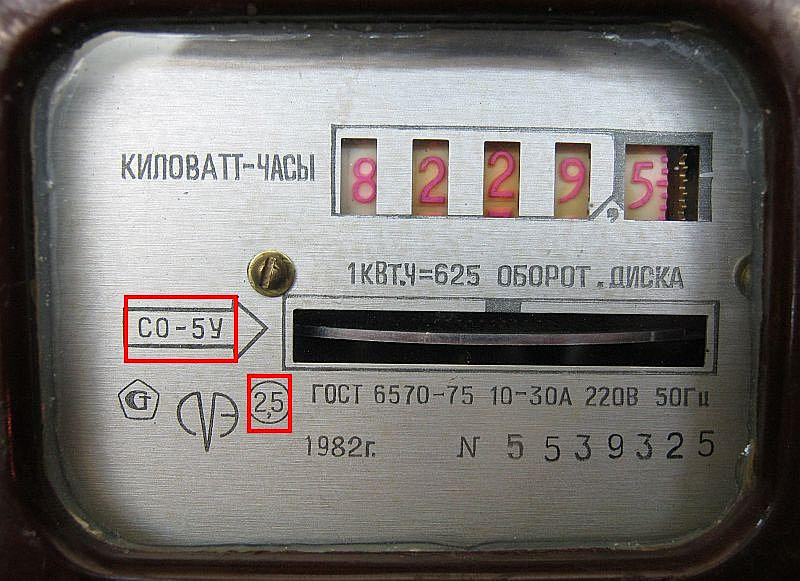 КИЛОВАТТ-ЧАСЫ 8229,5
1КВТ.Ч=625 ОБОРОТ.ДИСКА
СО-5У
2,5 ГОСТ 6570-75 10-30А 220В 50Гц
1982г. N 5539325